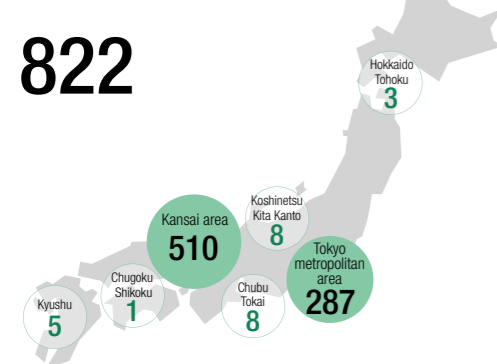 822
Hokkaido
Tohoku
3
Koshinetsu
Kita Kanto
8
Kansai area
510
Tokyo
metropolitan
area
287
Chugoku
Shikoku
1
Chubu
Tokai
8
Kyushu
5